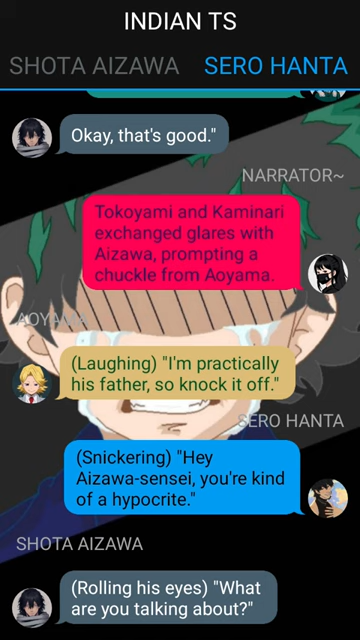 INDIAN TS
SHOTA AIZAWA SERO HANTA
Okay, that's good."
NARRATOR~
Tokoyami and Kaminari
exchanged glares with
Aizawa, prompting a
chuckle from Aoyama.
AOYAMA
(Laughing) "I'm practically
his father, so knock it off."
SERO HANTA
(Snickering) "Hey
Aizawa-sensei, you're kind
of a hypocrite."
SHOTA AIZAWA
(Rolling his eyes) "What
are you talking about?"